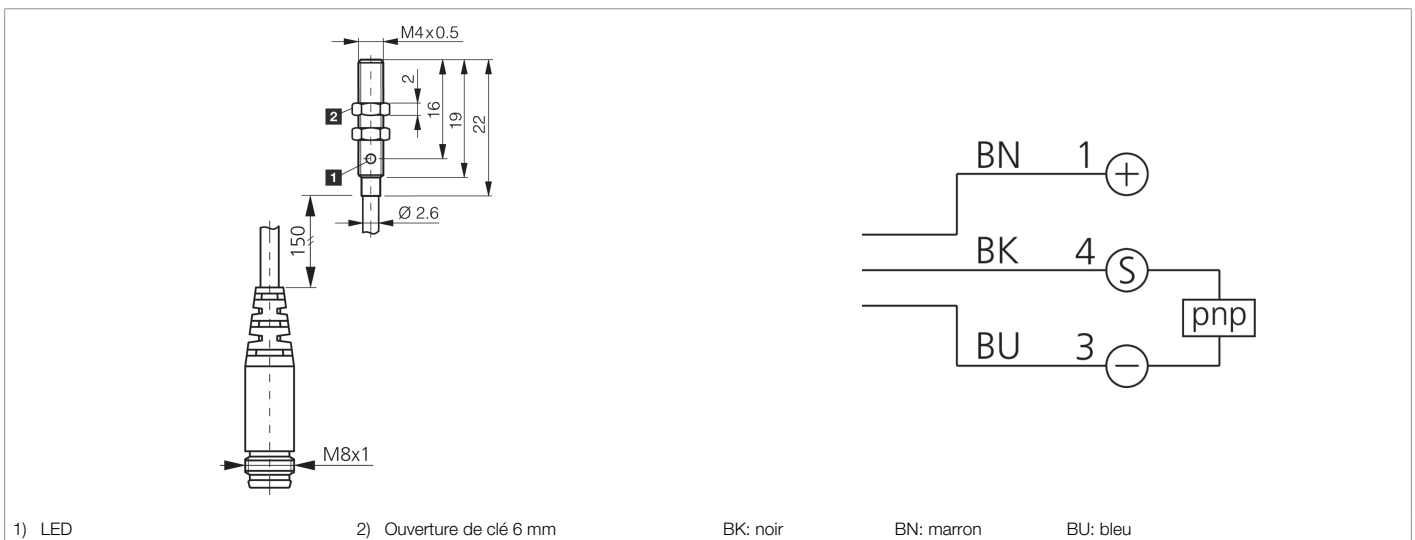 M4x0.5
2
16
19
22
2
1
Ø 2.6
150
M8x1
BN 1 +
BK 4 S
pnp
BU 3 −
1) LED 2) Ouverture de clé 6 mm BK: noir BN: marron BU: bleu